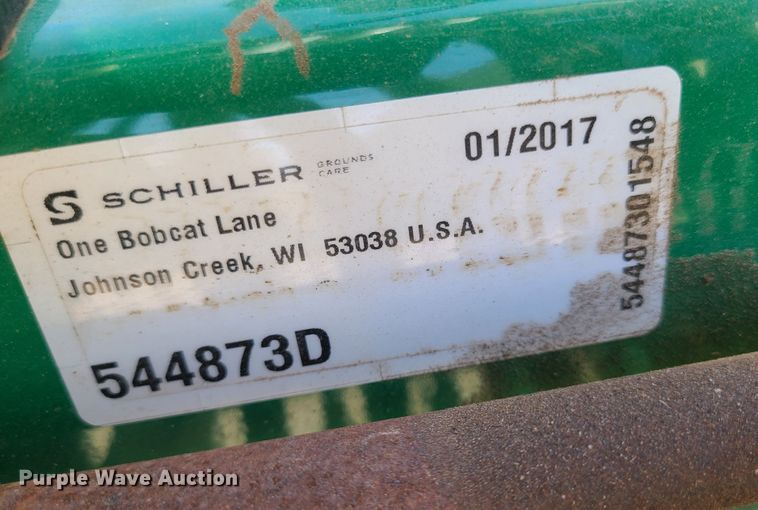 SCHILLER GROUNDS CARE
01/2017
One Bobcat Lane
Johnson Creek, WI 53038 U.S.A.
544873D
54487301548
Purple Wave Auction